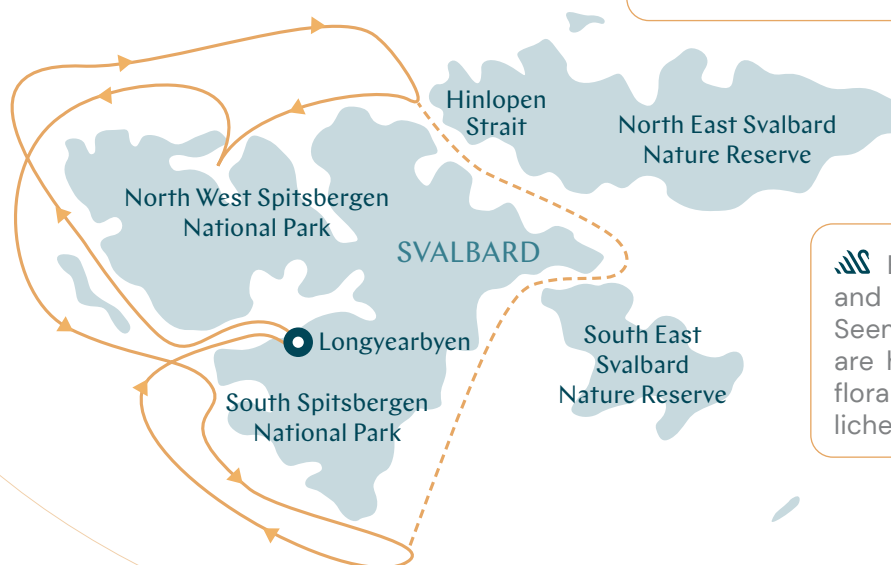 Hinlopen
Strait
North East Svalbard
Nature Reserve
North West Spitsbergen
National Park
SVALBARD
and
Seem
are h
flora
liche
Longyearbyen
South East
Svalbard
Nature Reserve
South Spitsbergen
National Park